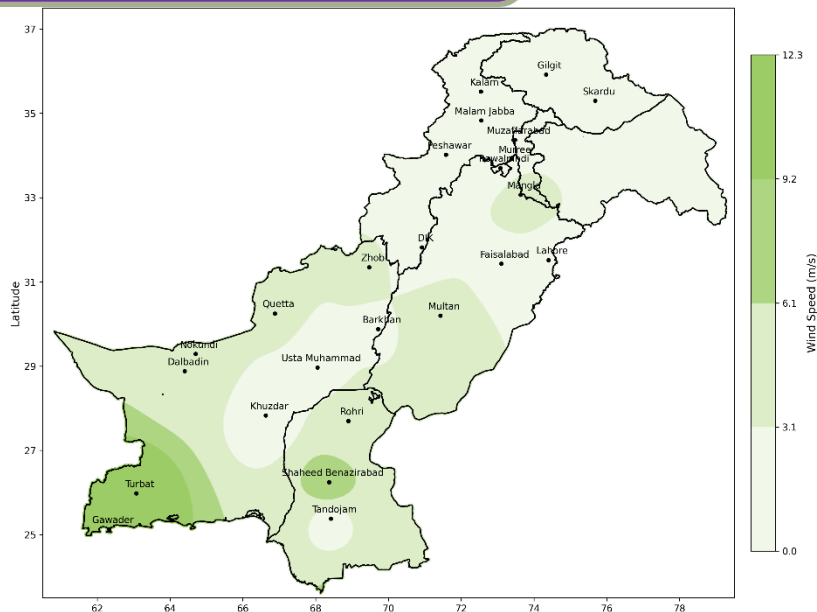 37
12.3
Gilgit
Kalam
Skardu
35
Malam Jabba
Muzaffarabad
Peshawar
Murree
Rawalpindi
9.2
Mangla
33
DIK
Lahore
Faisalabad
Zhob
31
Quetta
Multan
6.1
Barkhan
Latitude
Wind Speed (m/s)
Nokundi
Usta Muhammad
Dalbadin
29
Khuzdar
Rohri
3.1
27
Shaheed Benazirabad
Turbat
Tandojam
Gawader
25
0.0
62
64
66
68
70
72
74
76
78